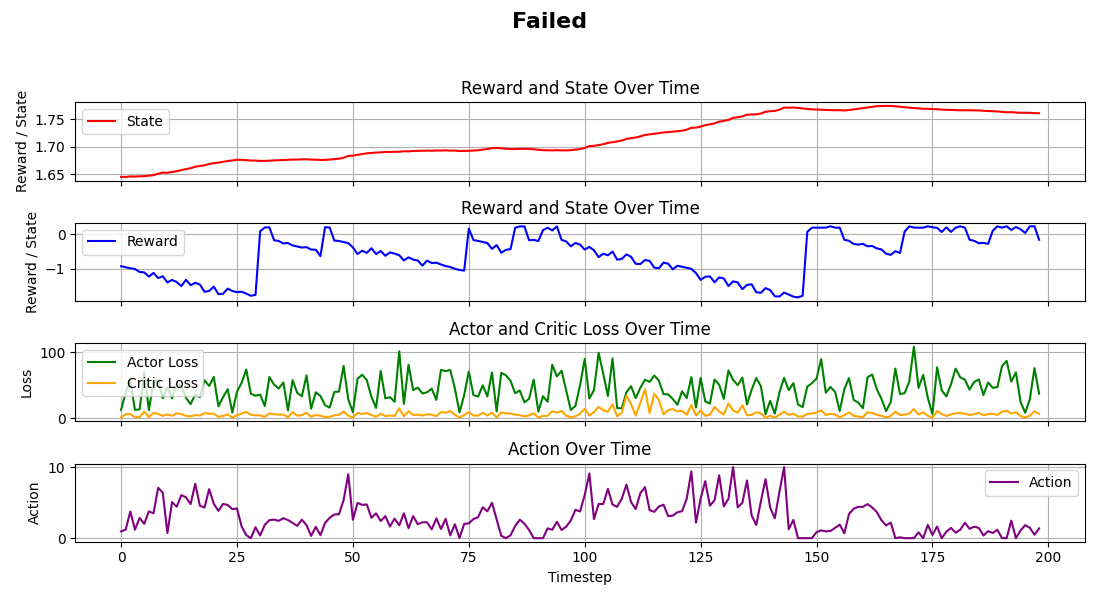 Failed
Reward and State Over Time
Reward / State
1.75
1.70
1.65
State
Reward and State Over Time
Reward / State
0
−1
Reward
Actor and Critic Loss Over Time
Loss
100
0
Actor Loss
Critic Loss
Action Over Time
Action
10
0
Action
0 25 50 75 100 125 150 175 200
Timestep